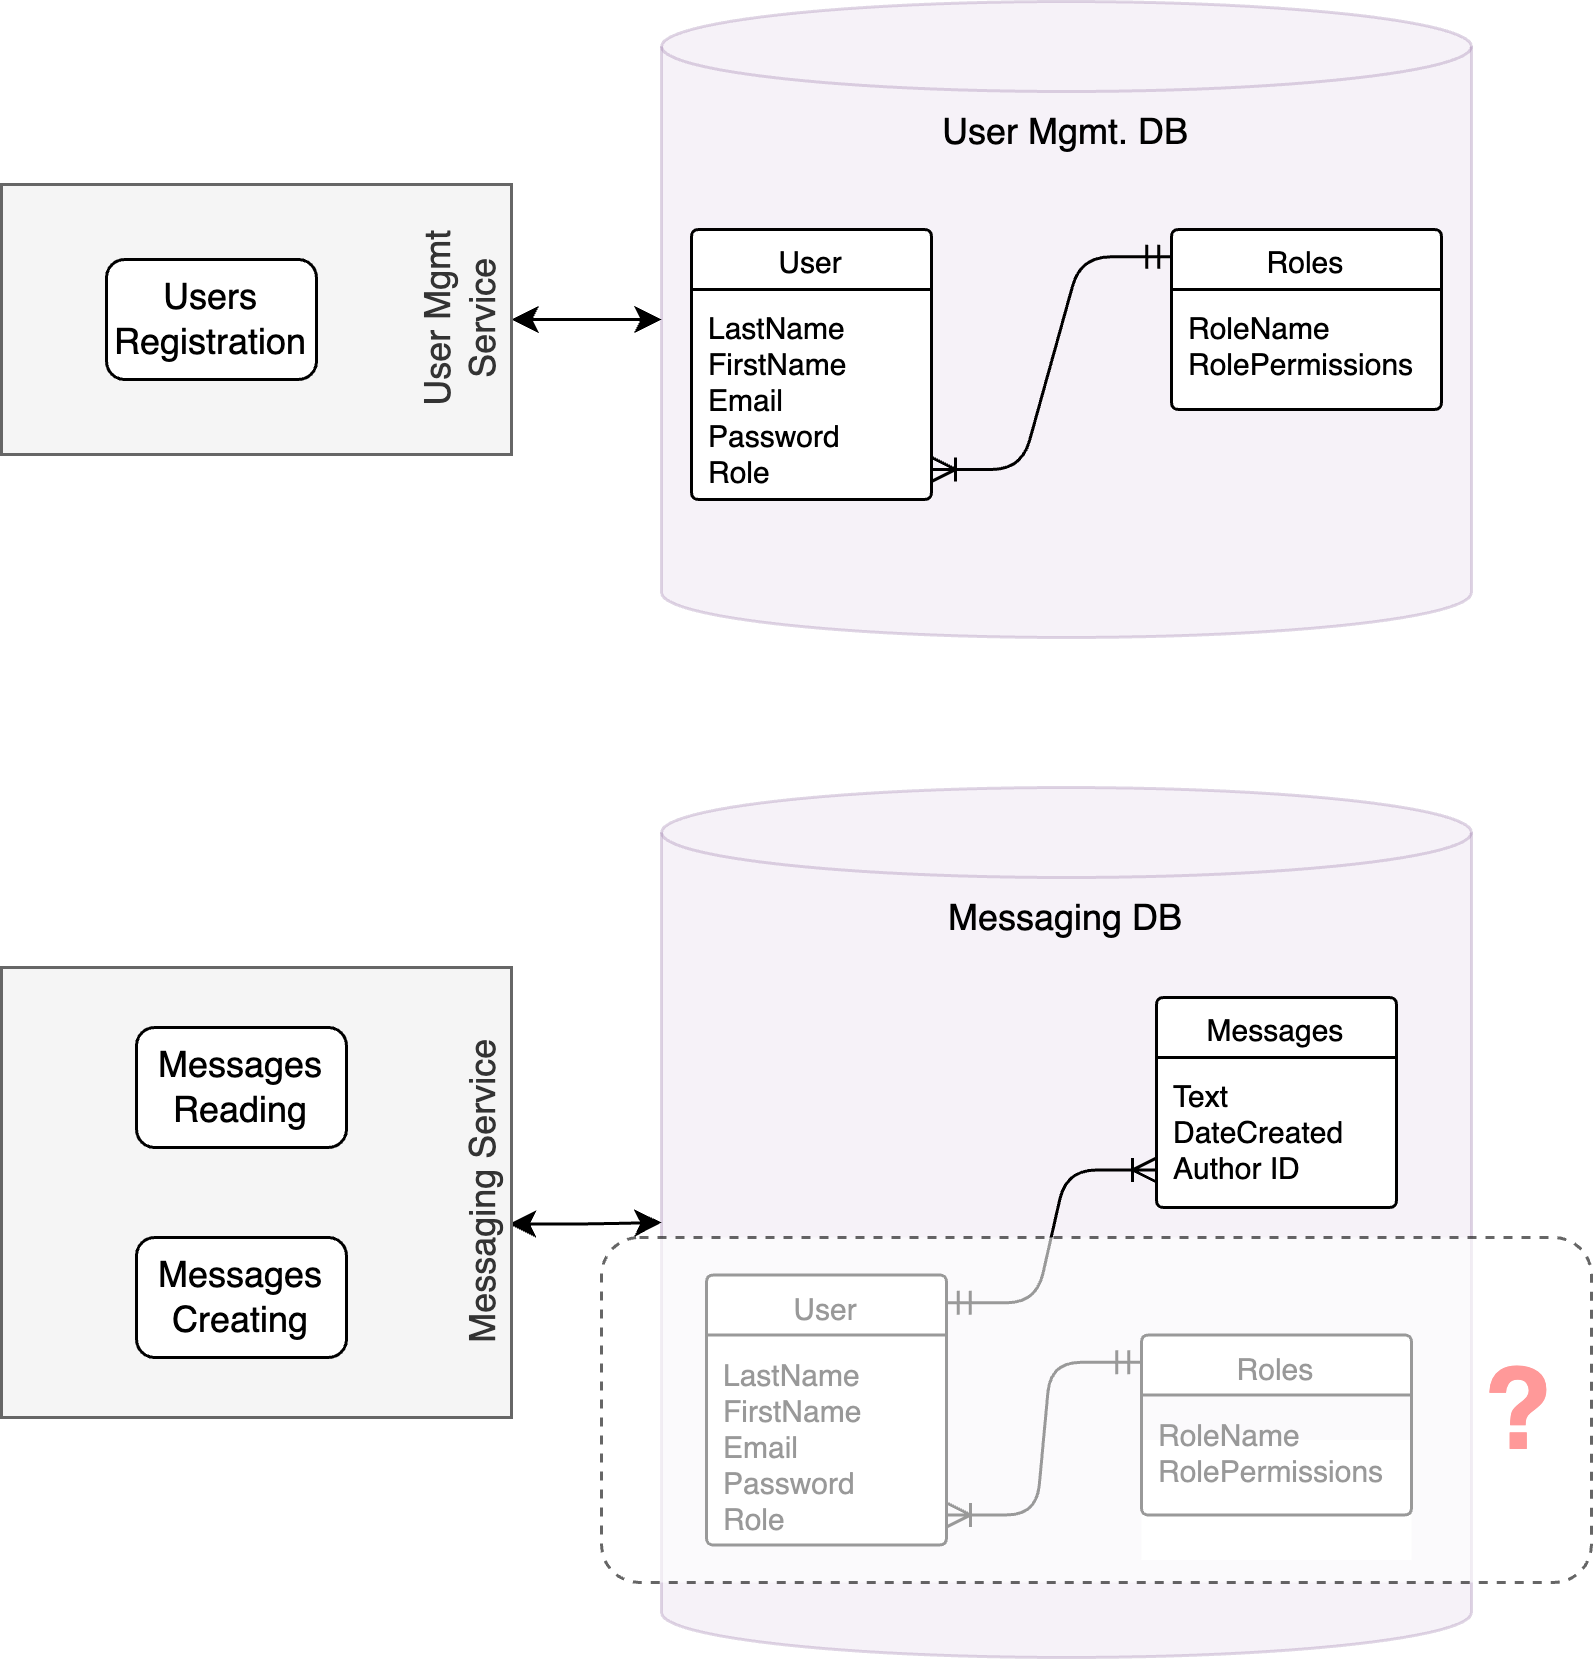 User Mgmt. DB
Users
Registration
User Mgmt
Service
User
LastName
FirstName
Email
Password
Role
Roles
RoleName
RolePermissions
Messaging DB
Messages
Reading
Messages
Creating
Messaging Service
Messages
Text
DateCreated
Author ID
User
LastName
FirstName
Email
Password
Role
Roles
RoleName
RolePermissions
?